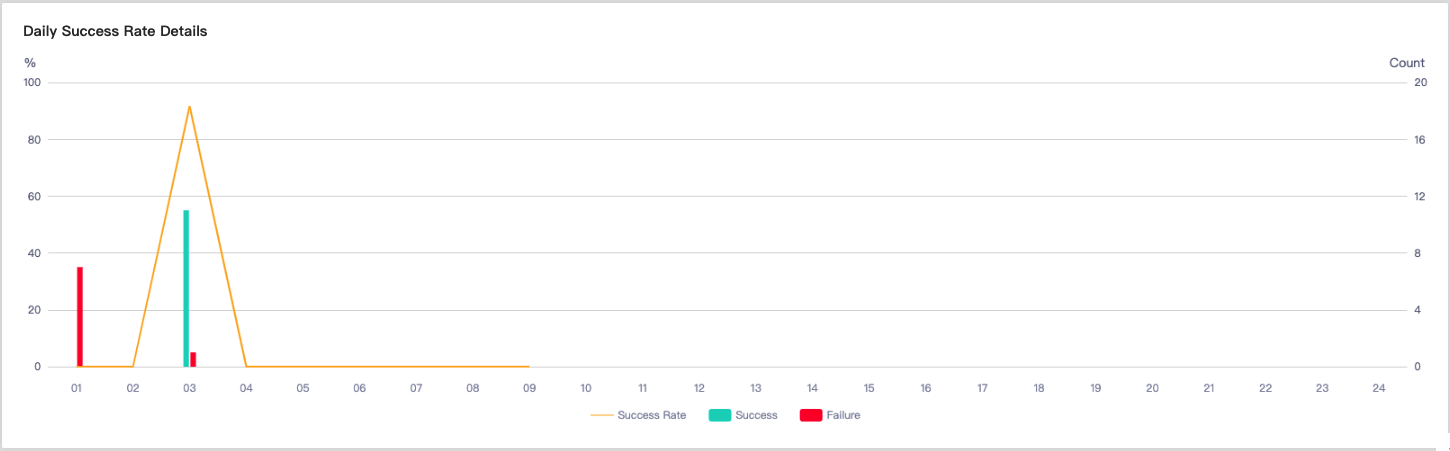 Daily Success Rate Details
% Count
100 20
80 16
60 12
40 8
20 4
0 0
01 02 03 04 05 06 07 08 09 10 11 12 13 14 15 16 17 18 19 20 21 22 23 24
Success Rate Success Failure